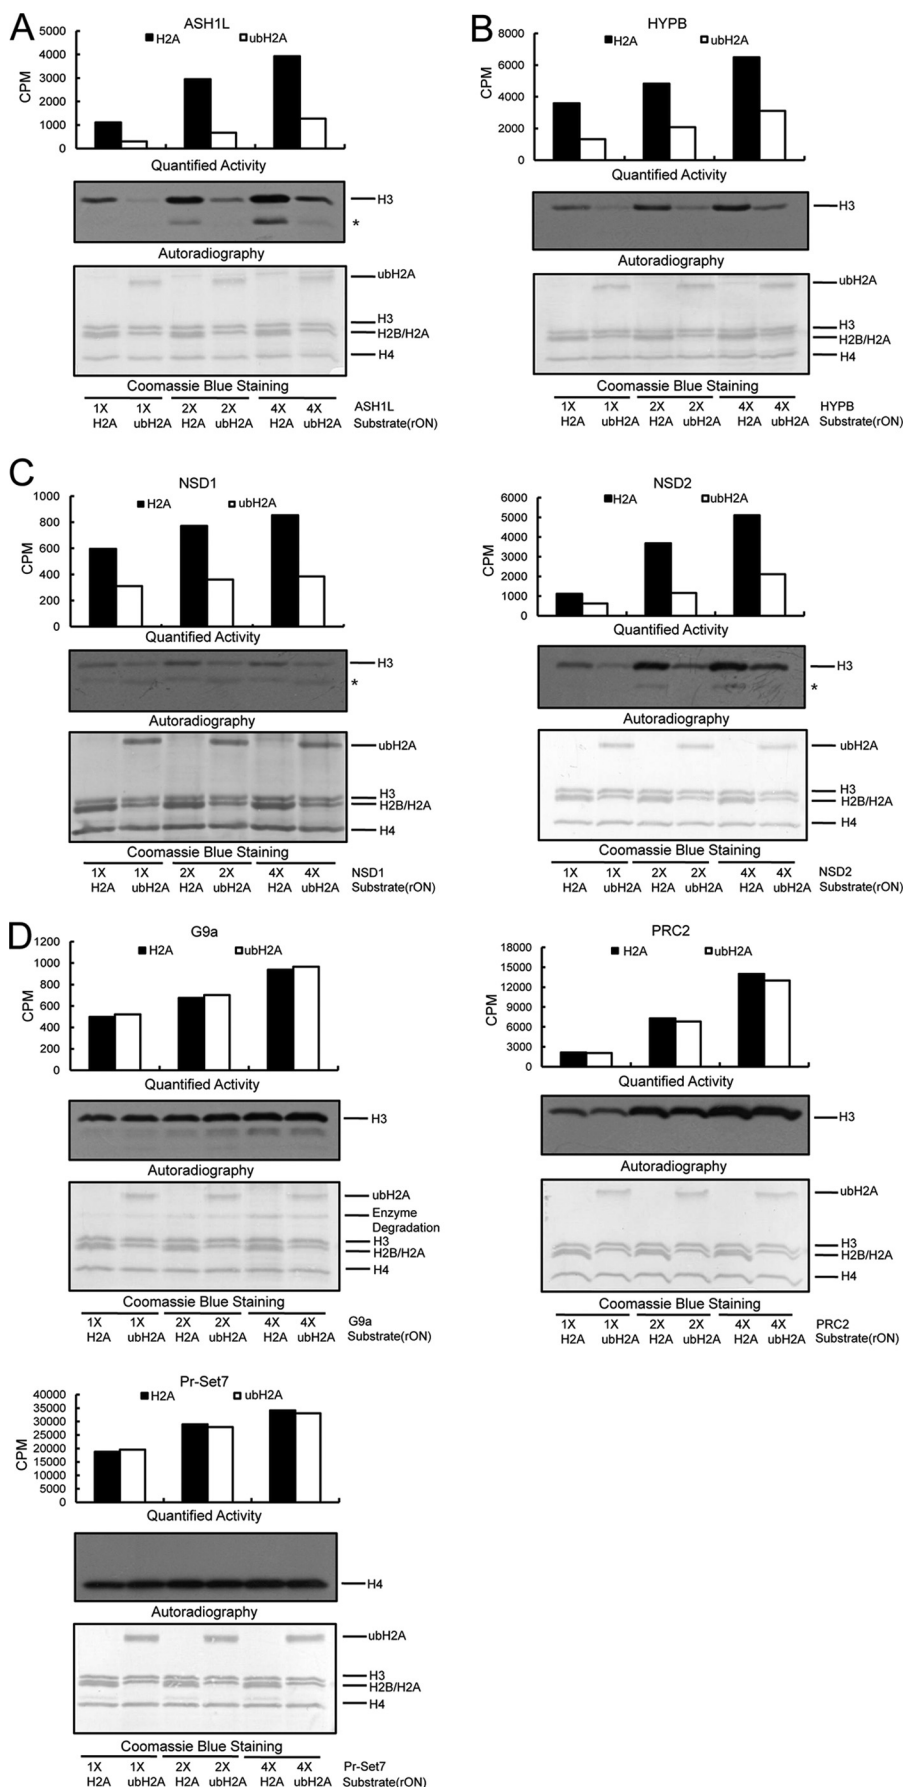 A
ASH1L
H2A
ubH2A
5000
4000
3000
2000
1000
0
CPM
Quantified Activity
H3
*
Autoradiography
ubH2A
H3
H2B/H2A
H4
Coomassie Blue Staining
1X 1X 2X 2X 4X 4X ASH1L
H2A ubH2A H2A ubH2A H2A ubH2A Substrate(rON)
B
HYPB
H2A
ubH2A
8000
6000
4000
2000
0
CPM
Quantified Activity
H3
Autoradiography
ubH2A
H3
H2B/H2A
H4
Coomassie Blue Staining
1X 1X 2X 2X 4X 4X HYPB
H2A ubH2A H2A ubH2A H2A ubH2A Substrate(rON)
C
NSD1
H2A
ubH2A
1000
800
600
400
200
0
CPM
Quantified Activity
H3
*
Autoradiography
ubH2A
H3
H2B/H2A
H4
Coomassie Blue Staining
1X 1X 2X 2X 4X 4X NSD1
H2A ubH2A H2A ubH2A H2A ubH2A Substrate(rON)
NSD2
H2A
ubH2A
6000
5000
4000
3000
2000
1000
0
CPM
Quantified Activity
H3
*
Autoradiography
ubH2A
H3
H2B/H2A
H4
Coomassie Blue Staining
1X 1X 2X 2X 4X 4X NSD2
H2A ubH2A H2A ubH2A H2A ubH2A Substrate(rON)
D
G9a
H2A
ubH2A
1200
1000
800
600
400
200
0
CPM
Quantified Activity
H3
Autoradiography
ubH2A
Enzyme
Degradation
H3
H2B/H2A
H4
Coomassie Blue Staining
1X 1X 2X 2X 4X 4X G9a
H2A ubH2A H2A ubH2A H2A ubH2A Substrate(rON)
PRC2
H2A
ubH2A
18000
15000
12000
9000
6000
3000
0
CPM
Quantified Activity
H3
Autoradiography
ubH2A
H3
H2B/H2A
H4
Coomassie Blue Staining
1X 1X 2X 2X 4X 4X PRC2
H2A ubH2A H2A ubH2A H2A ubH2A Substrate(rON)
Pr-Set7
H2A
ubH2A
40000
35000
30000
25000
20000
15000
10000
5000
0
CPM
Quantified Activity
H4
Autoradiography
ubH2A
H3
H2B/H2A
H4
Coomassie Blue Staining
1X 1X 2X 2X 4X 4X Pr-Set7
H2A ubH2A H2A ubH2A H2A ubH2A Substrate(rON)